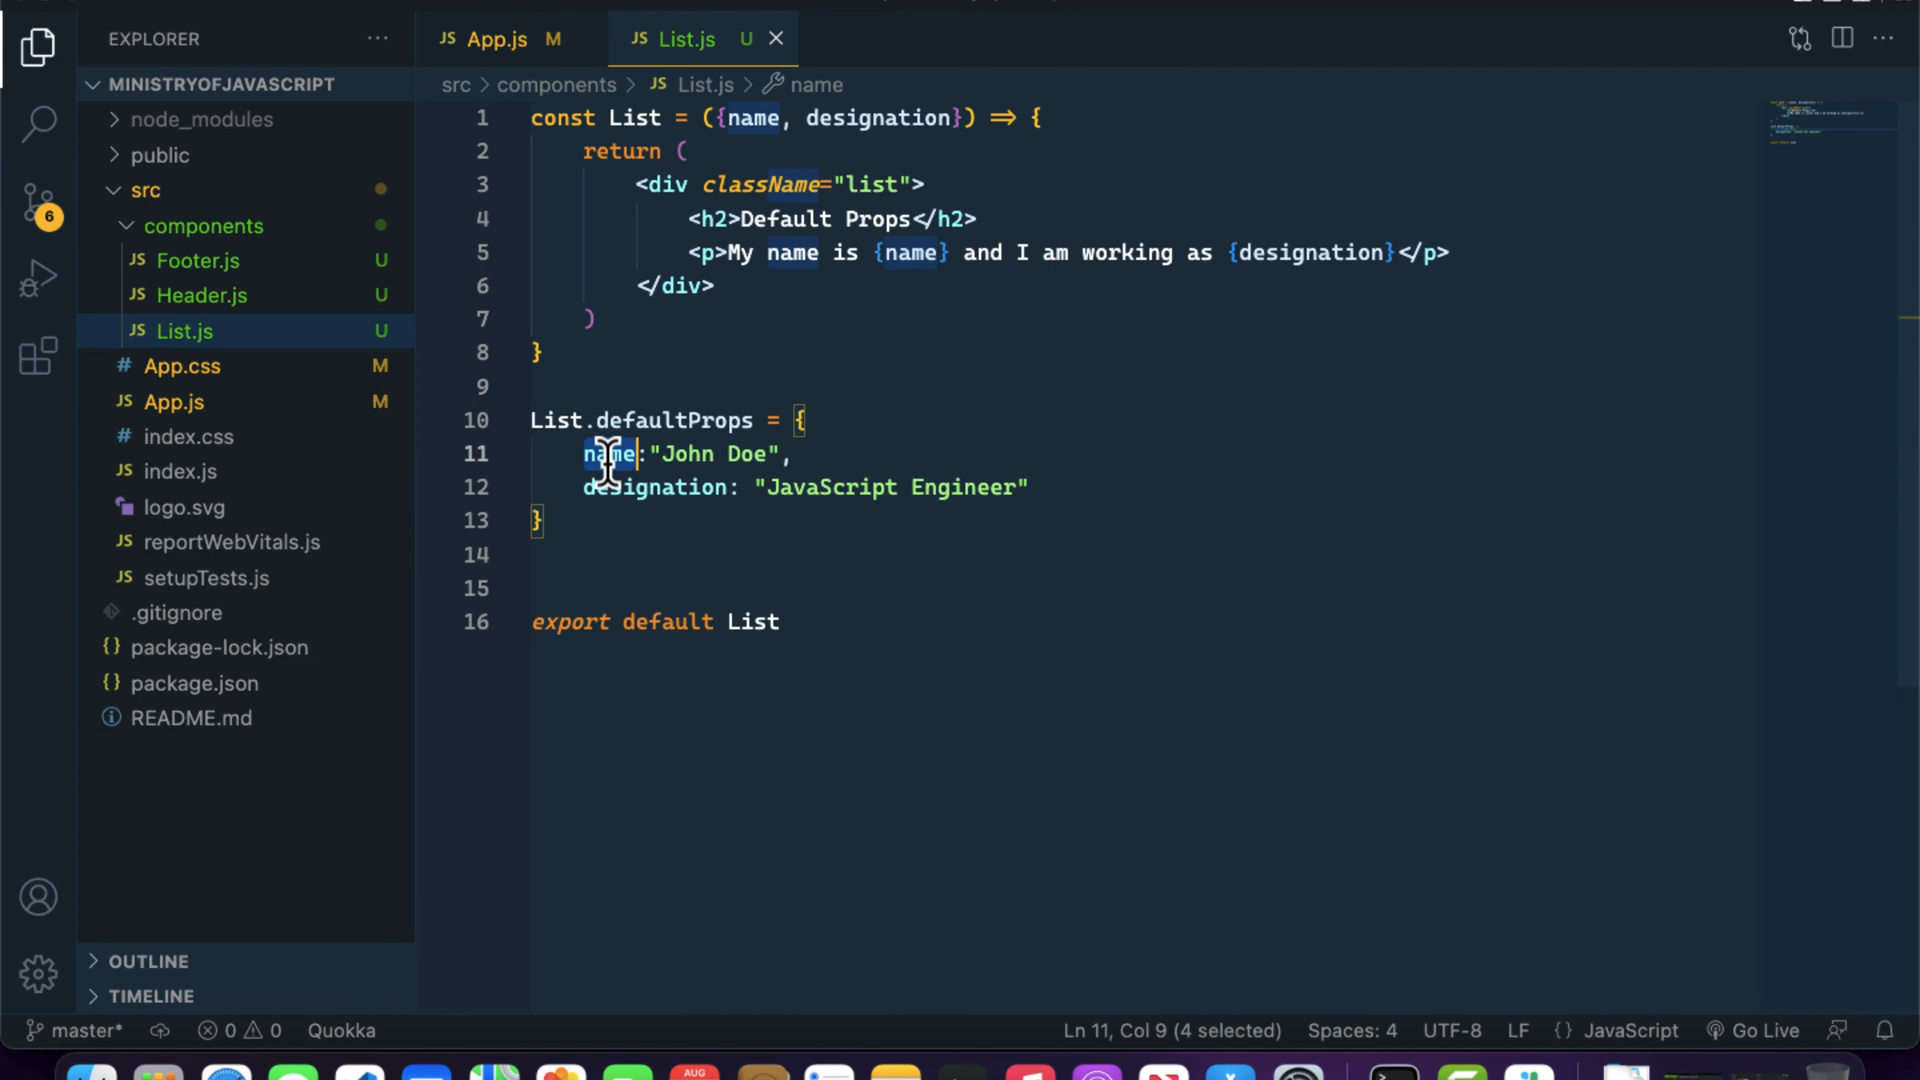 EXPLORER ···
MINISTRYOFJAVASCRIPT
node_modules
public
src
components
JS Footer.js U
JS Header.js U
JS List.js U
# App.css M
JS App.js M
# index.css
JS index.js
logo.svg
JS reportWebVitals.js
JS setupTests.js
.gitignore
{} package-lock.json
{} package.json
README.md
OUTLINE
TIMELINE
6
JS App.js M
JS List.js U
src > components > JS List.js > name
1 const List = ({name, designation}) => {
2 return (
3 <div className="list">
4 <h2>Default Props</h2>
5 <p>My name is {name} and I am working as {designation}</p>
6 </div>
7 )
8 }
9
10 List.defaultProps = {
11 name:"John Doe",
12 designation: "JavaScript Engineer"
13 }
14
15
16 export default List
master* 0 0 Quokka
Ln 11, Col 9 (4 selected) Spaces: 4 UTF-8 LF {} JavaScript Go Live
AUG